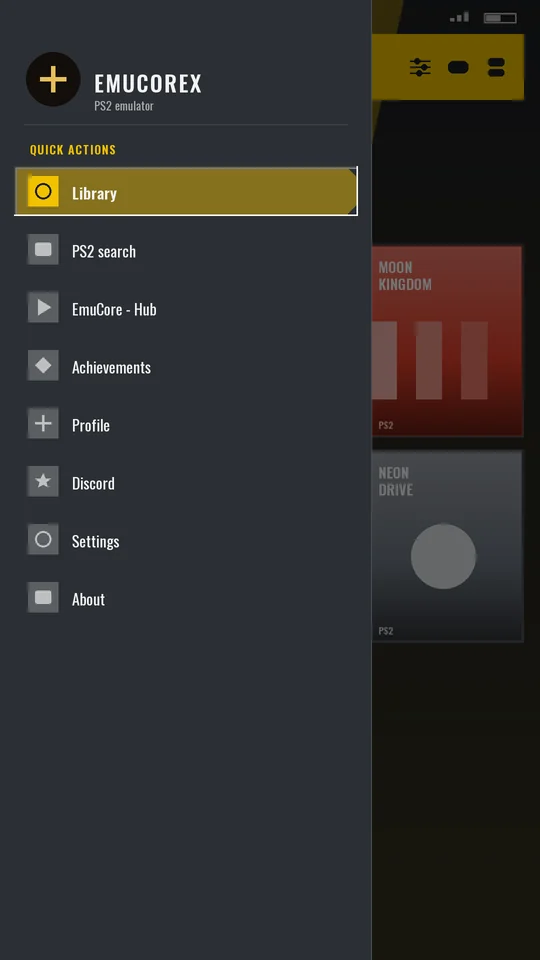 EMUCOREX
PS2 emulator
QUICK ACTIONS
Library
PS2 search
EmuCore - Hub
Achievements
Profile
Discord
Settings
About
MOON
KINGDOM
PS2
NEON
DRIVE
PS2